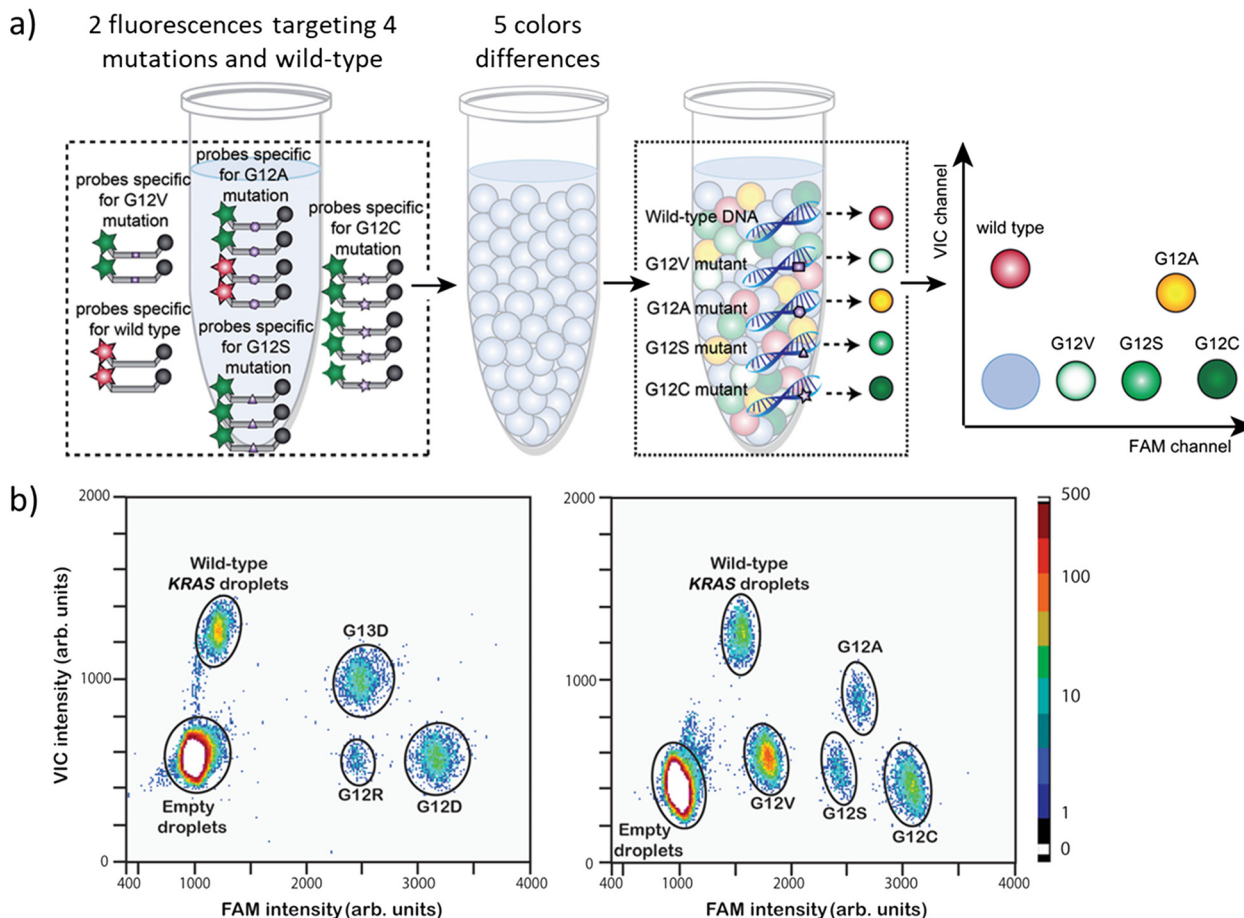 a)
2 fluorescences targeting 4
mutations and wild-type
5 colors
differences
probes specific
for G12V
mutation
probes specific
for G12A
mutation
probes specific
for G12C
mutation
probes specific
for wild type
probes specific
for G12S
mutation
Wild-type DNA
G12V mutant
G12A mutant
G12S mutant
G12C mutant
VIC channel
wild type
G12A
G12V
G12S
G12C
FAM channel
b)
2000
1000
0
VIC intensity (arb. units)
Wild-type
KRAS droplets
G13D
G12R
G12D
Empty
droplets
400
1000
2000
3000
4000
FAM intensity (arb. units)
2000
1000
0
Wild-type
KRAS droplets
G12A
G12V
G12S
G12C
Empty
droplets
400
1000
2000
3000
4000
FAM intensity (arb. units)
500
100
10
1
0